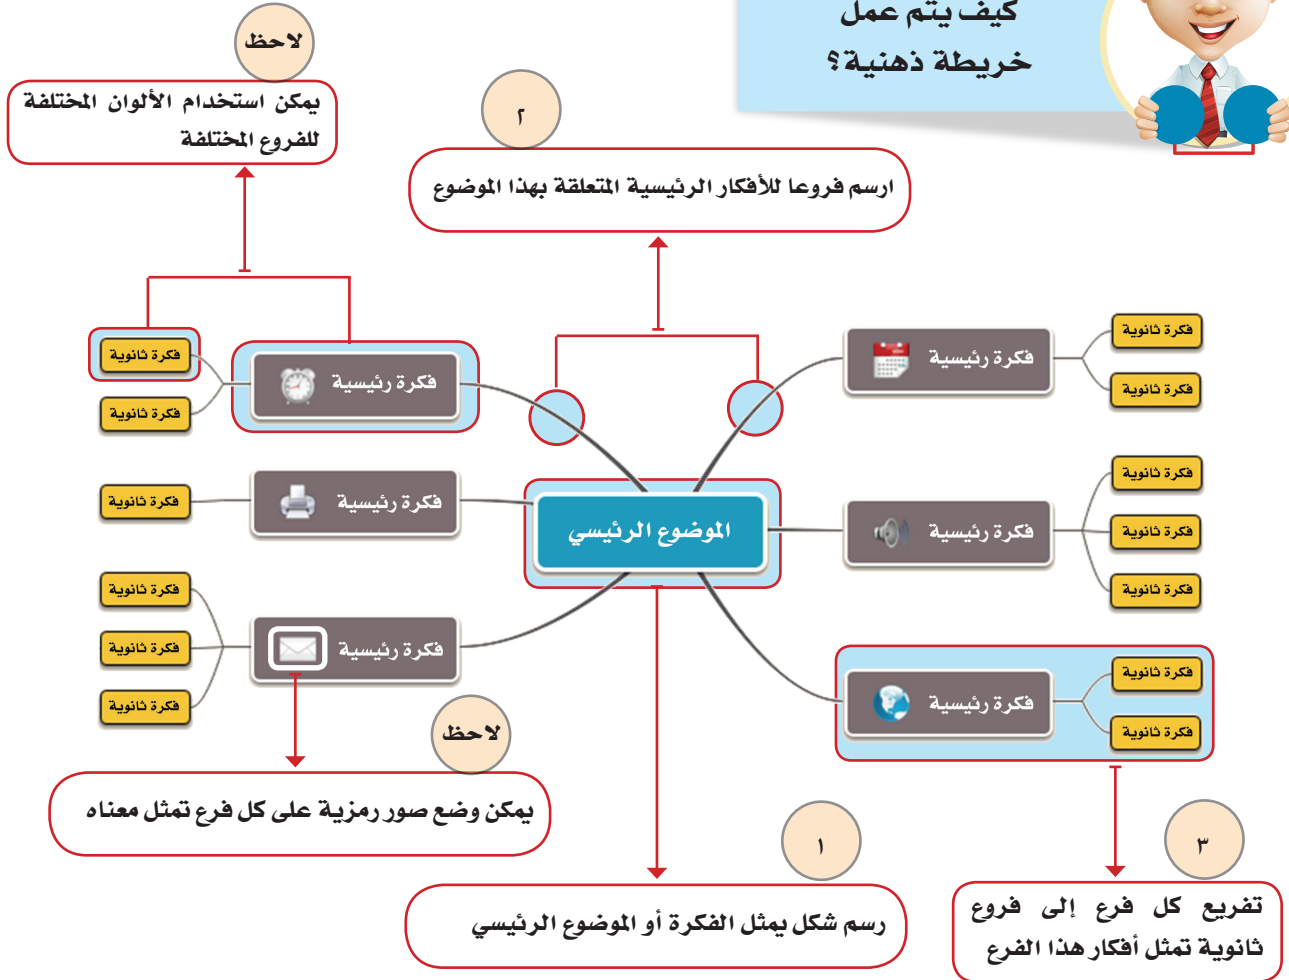 كيف يتم عمل
خريطة ذهنية؟
لاحظ
يمكن استخدام الألوان المختلفة
للفروع المختلفة
٢
ارسم فروعا للأفكار الرئيسية المتعلقة بهذا الموضوع
فكرة رئيسية
فكرة ثانوية
فكرة ثانوية
فكرة رئيسية
فكرة ثانوية
فكرة ثانوية
فكرة ثانوية
فكرة رئيسية
فكرة ثانوية
فكرة ثانوية
الموضوع الرئيسي
فكرة رئيسية
فكرة ثانوية
فكرة ثانوية
فكرة رئيسية
فكرة ثانوية
فكرة رئيسية
فكرة ثانوية
فكرة ثانوية
فكرة ثانوية
لاحظ
يمكن وضع صور رمزية على كل فرع تمثل معناه
١
رسم شكل يمثل الفكرة أو الموضوع الرئيسي
٣
تفريع كل فرع إلى فروع
ثانوية تمثل أفكار هذا الفرع